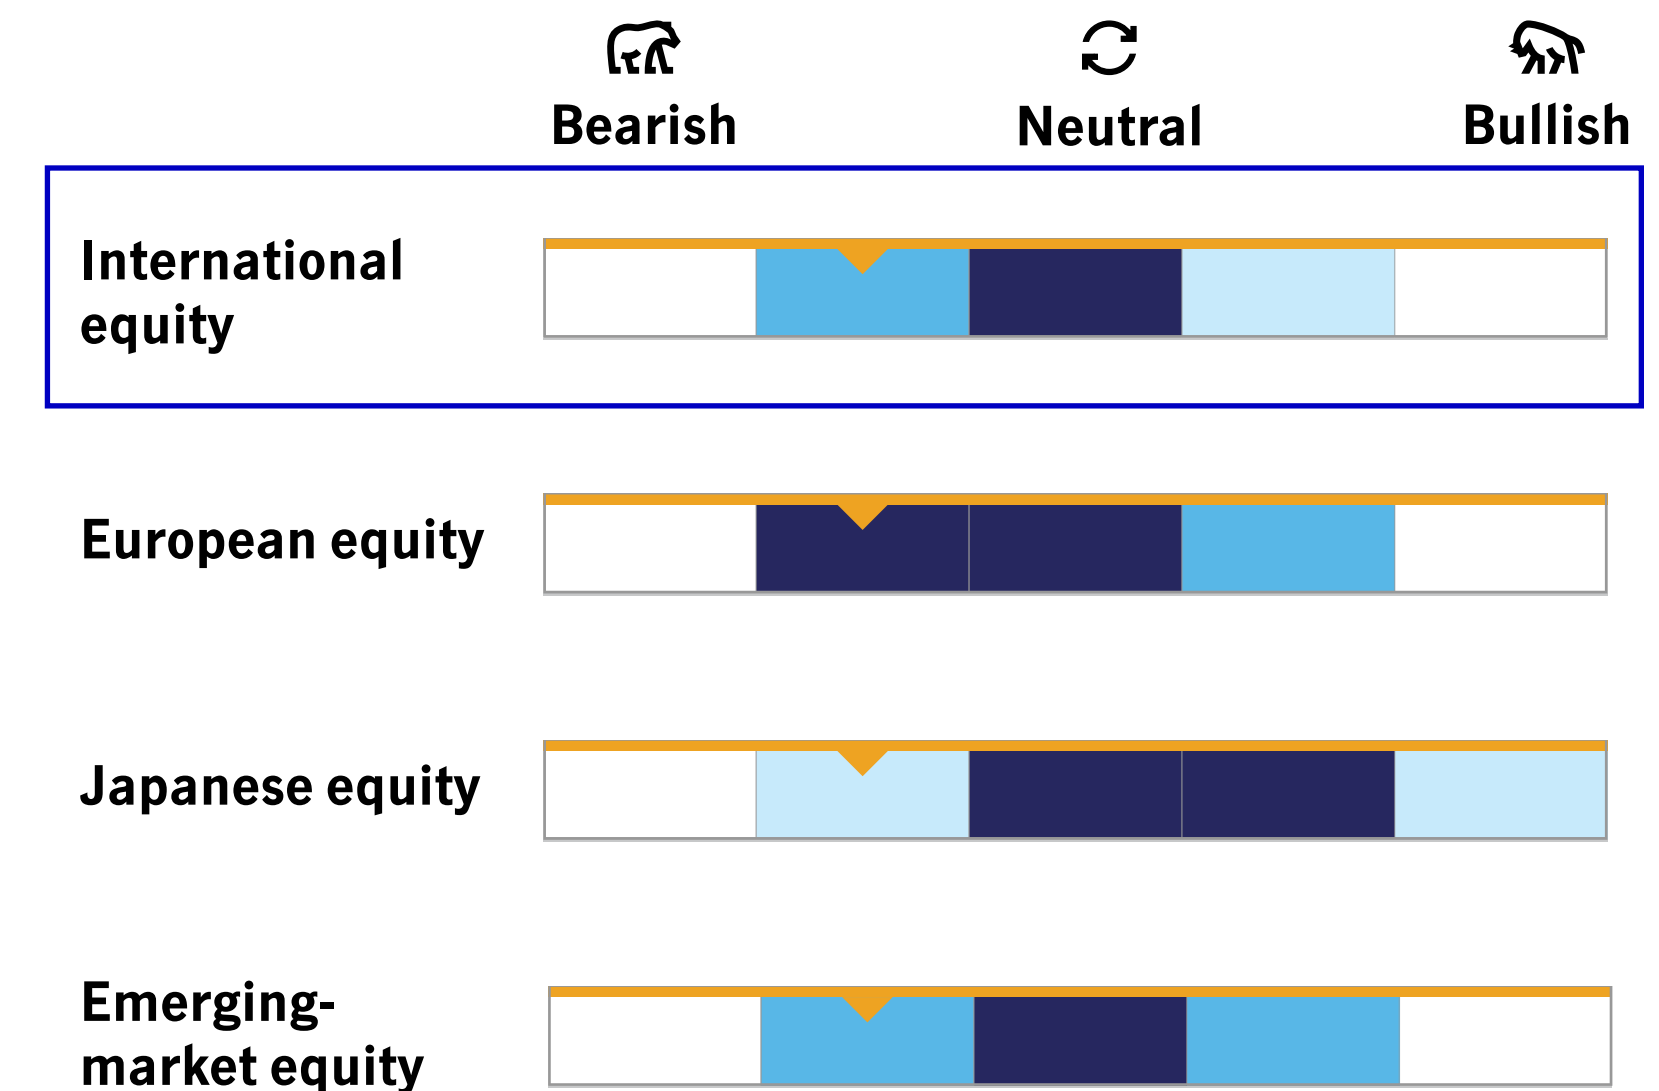 Bearish
Neutral
Bullish
International
equity
European equity
Japanese equity
Emerging-
market equity